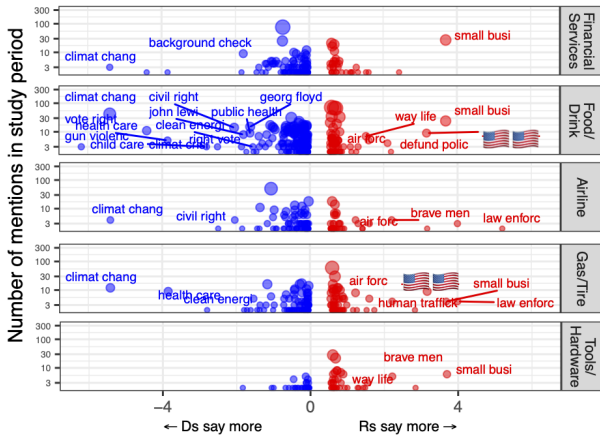 Number of mentions in study period
300
100
30
10
3
climat chang
background check
small busi
Financial
Services
300
100
30
10
3
climat chang
civil right
georg floyd
john lewi
public health
vote right
health care
clean energi
gun violenc
right vote
child care
climat cris
way life
small busi
air forc
defund polic
Food/
Drink
300
100
30
10
3
climat chang
civil right
air forc
brave men
law enforc
Airline
300
100
30
10
3
climat chang
health care
clean energi
air forc
small busi
human traffick
law enforc
Gas/Tire
300
100
30
10
3
brave men
way life
small busi
Tools/
Hardware
−4
0
4
← Ds say more
Rs say more →